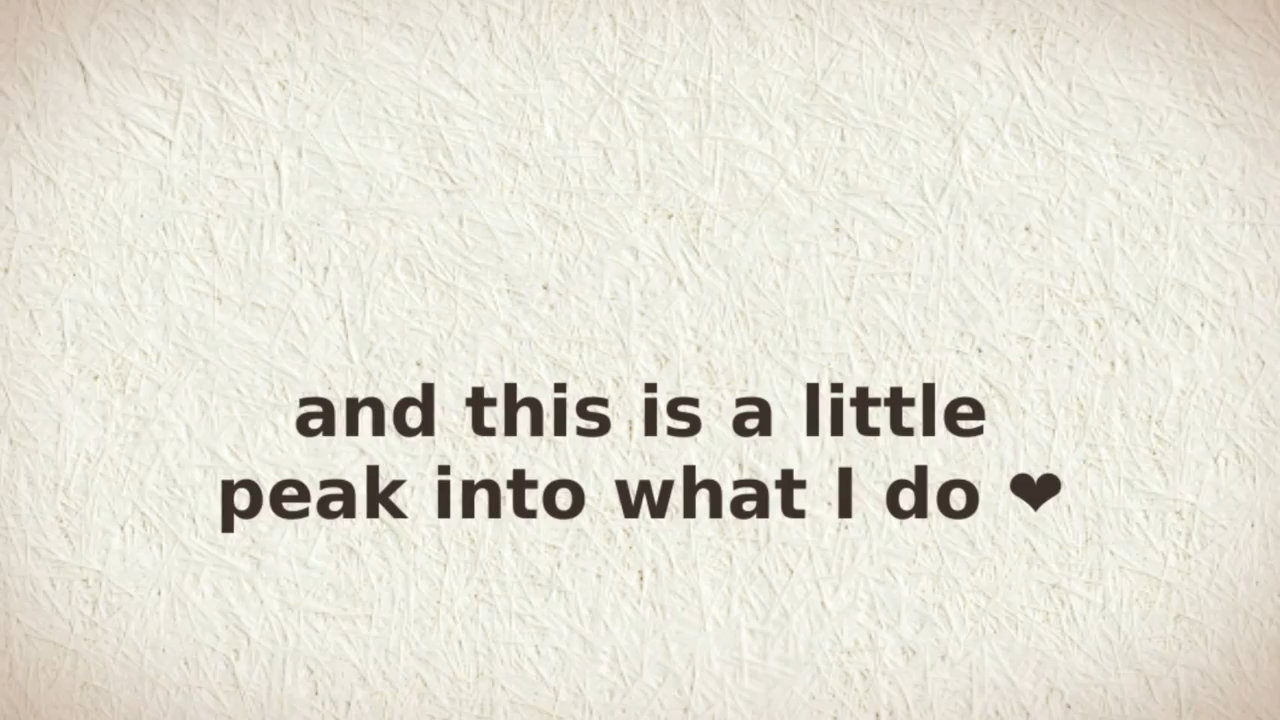 and this is a little
peak into what I do ❤